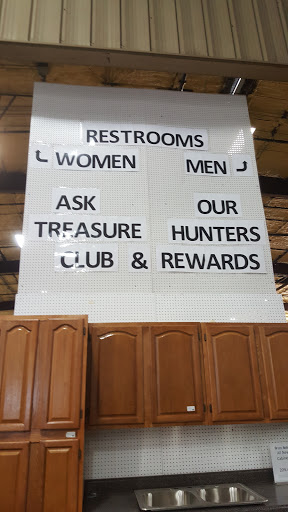 RESTROOMS
WOMEN MEN
ASK OUR
TREASURE HUNTERS
CLUB & REWARDS